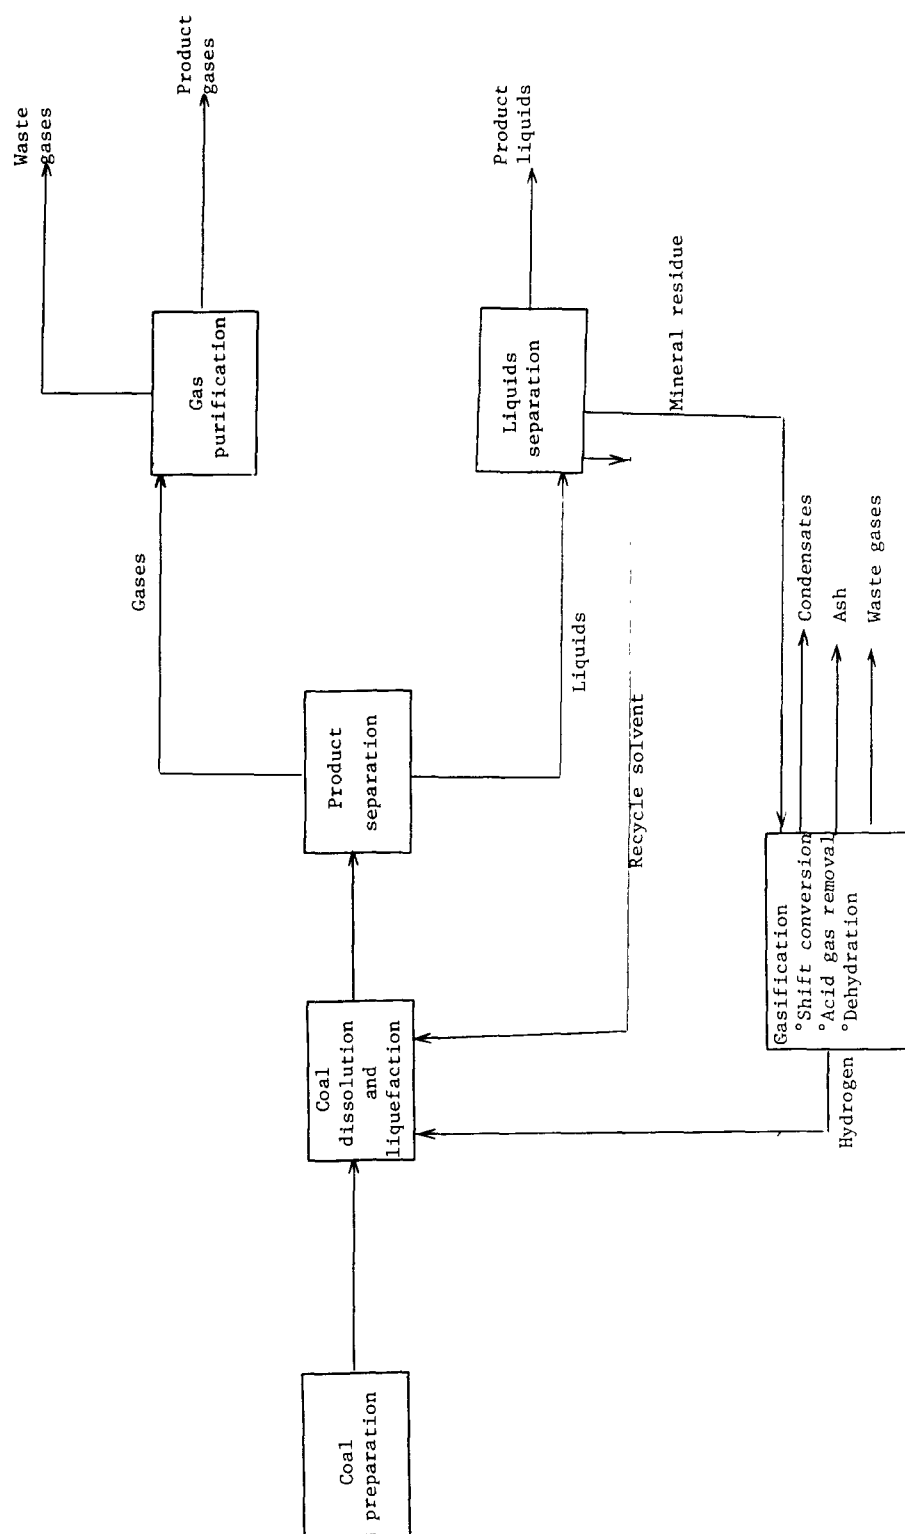 Waste
gases
Product
gases
Gas
purification
Gases
Product
liquids
Liquids
separation
Mineral residue
Liquids
Product
separation
Recycle solvent
Condensates
Ash
Waste gases
Gasification
°Shift conversion
°Acid gas removal
°Dehydration
Hydrogen
Coal
dissolution
and
liquefaction
Coal
preparation